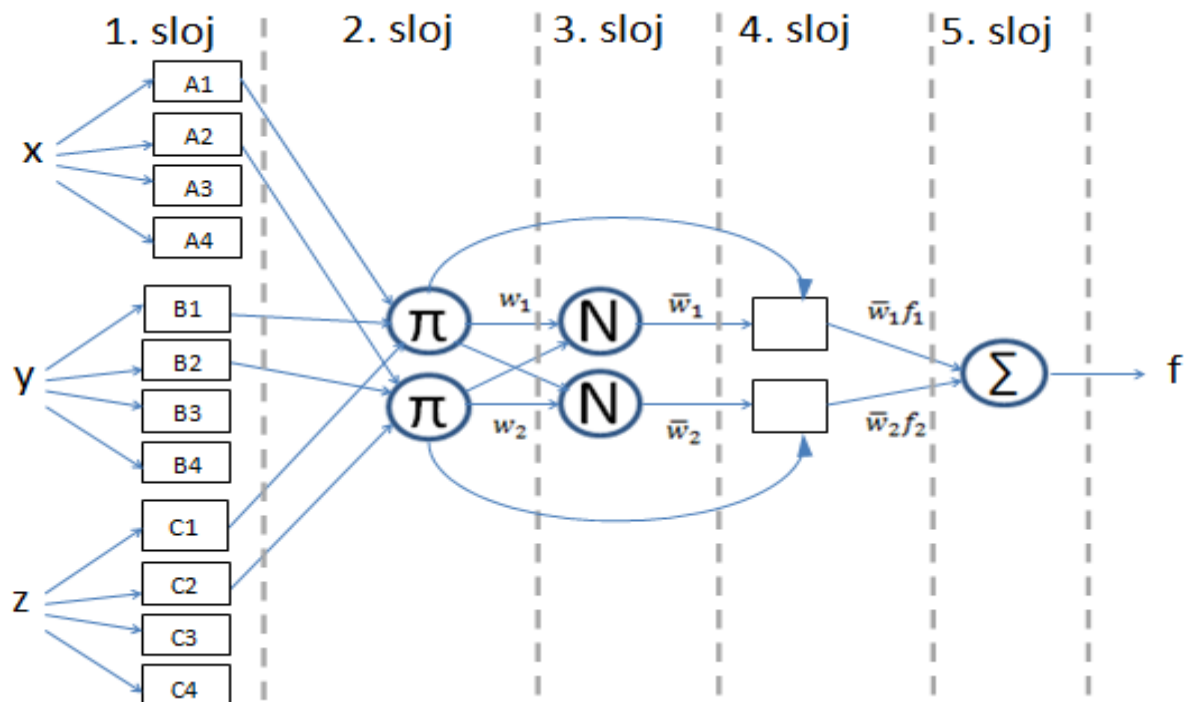 1. sloj 2. sloj 3. sloj 4. sloj 5. sloj
x
A1
A2
A3
A4
y
B1
B2
B3
B4
z
C1
C2
C3
C4
π
π
w₁
w₂
N
N
w̅₁
w̅₂
w̅₁f₁
w̅₂f₂
Σ
f